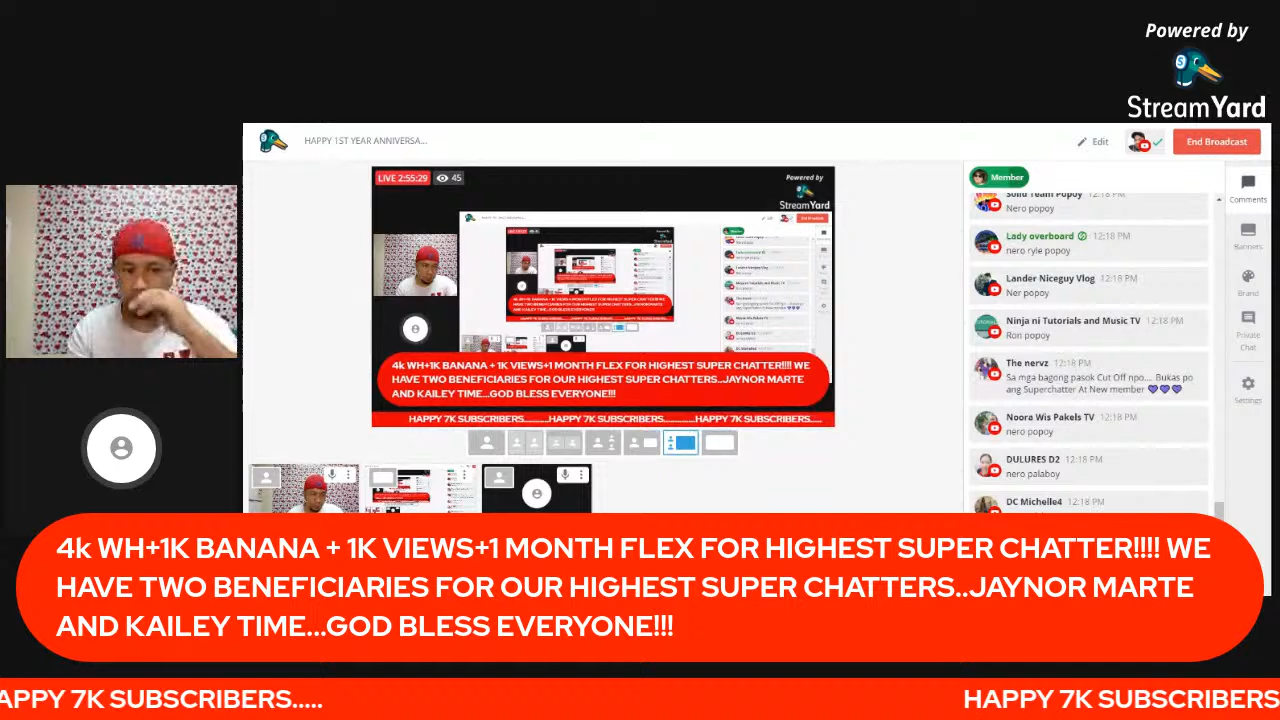 Powered by
StreamYard
HAPPY 1ST YEAR ANNIVERSA...
Edit
End Broadcast
LIVE 2:55:29
45
Powered by
StreamYard
4k WH+1K BANANA + 1K VIEWS+1 MONTH FLEX FOR HIGHEST SUPER CHATTER!!!! WE
HAVE TWO BENEFICIARIES FOR OUR HIGHEST SUPER CHATTERS..JAYNOR MARTE
AND KAILEY TIME...GOD BLESS EVERYONE!!!
HAPPY 7K SUBSCRIBERS.....
HAPPY 7K SUBSCRIBERS.....
HAPPY 7K SUBSCRIBERS.....
Member
Solid Team Popoy 12:18 PM
Nero popoy
Lady overboard 12:18 PM
nero ryle popoy
Lander Niceguy Vlog 12:18 PM
Ner popoy
Ninja ni Tutorials and Music TV 12:18 PM
Ron popoy
The nervz 12:18 PM
Sa mga bagong pasok Cut Off npo.... Bukas po
ang Superchatter At New member 💜💜💜
Noora Wis Pakels TV 12:18 PM
nero popoy
DULURES D2 12:18 PM
nero palaboy
DC Michelle4 12:18 PM
Comments
Banners
Brand
Private
Chat
Settings
4k WH+1K BANANA + 1K VIEWS+1 MONTH FLEX FOR HIGHEST SUPER CHATTER!!!! WE
HAVE TWO BENEFICIARIES FOR OUR HIGHEST SUPER CHATTERS..JAYNOR MARTE
AND KAILEY TIME...GOD BLESS EVERYONE!!!
APPY 7K SUBSCRIBERS.....
HAPPY 7K SUBSCRIBERS